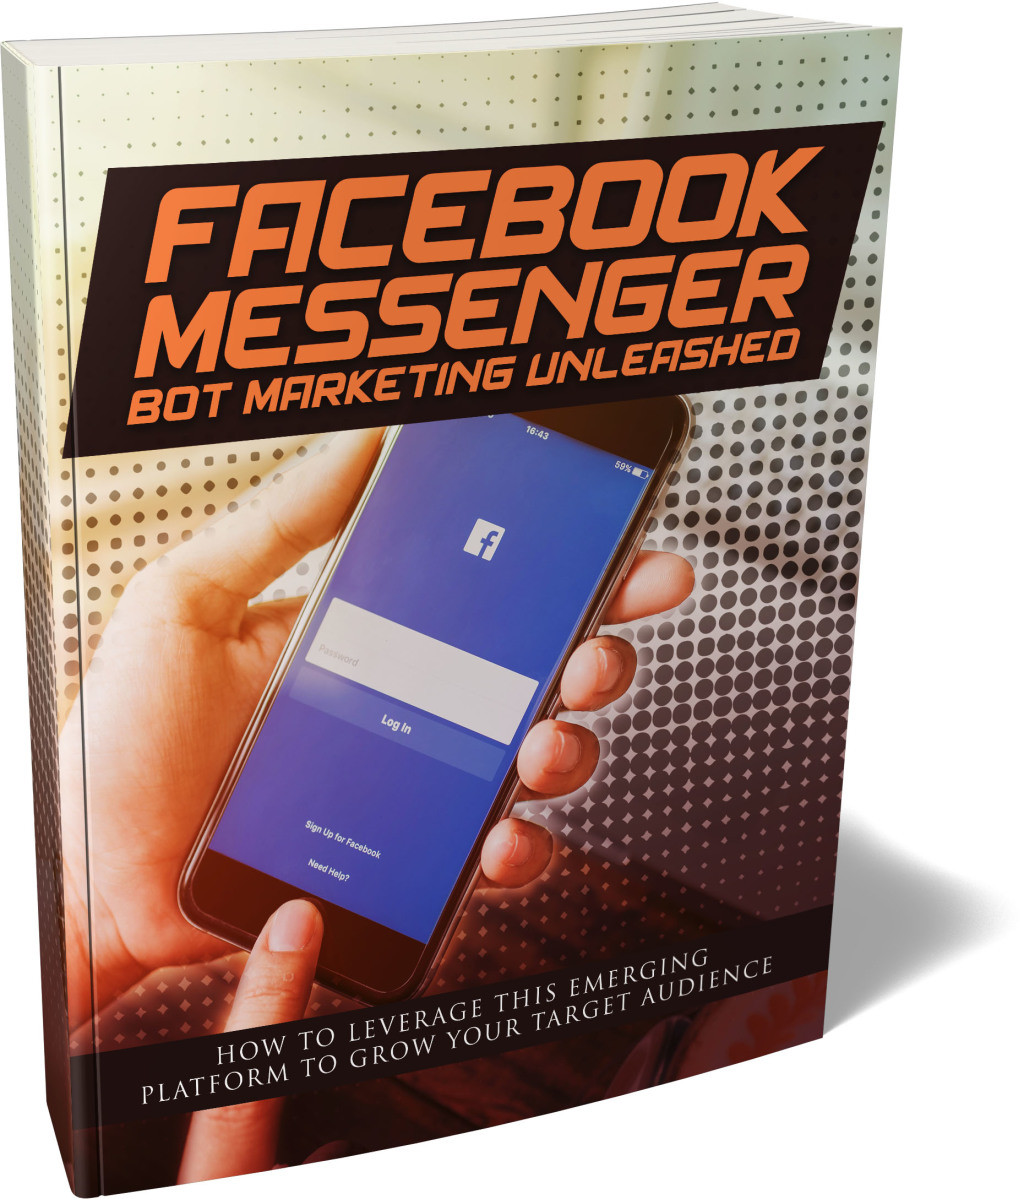 FACEBOOK
MESSENGER
BOT MARKETING UNLEASHED
16:43
59%
f
Password
Log In
Sign Up for Facebook
Need Help?
HOW TO LEVERAGE THIS EMERGING
PLATFORM TO GROW YOUR TARGET AUDIENCE